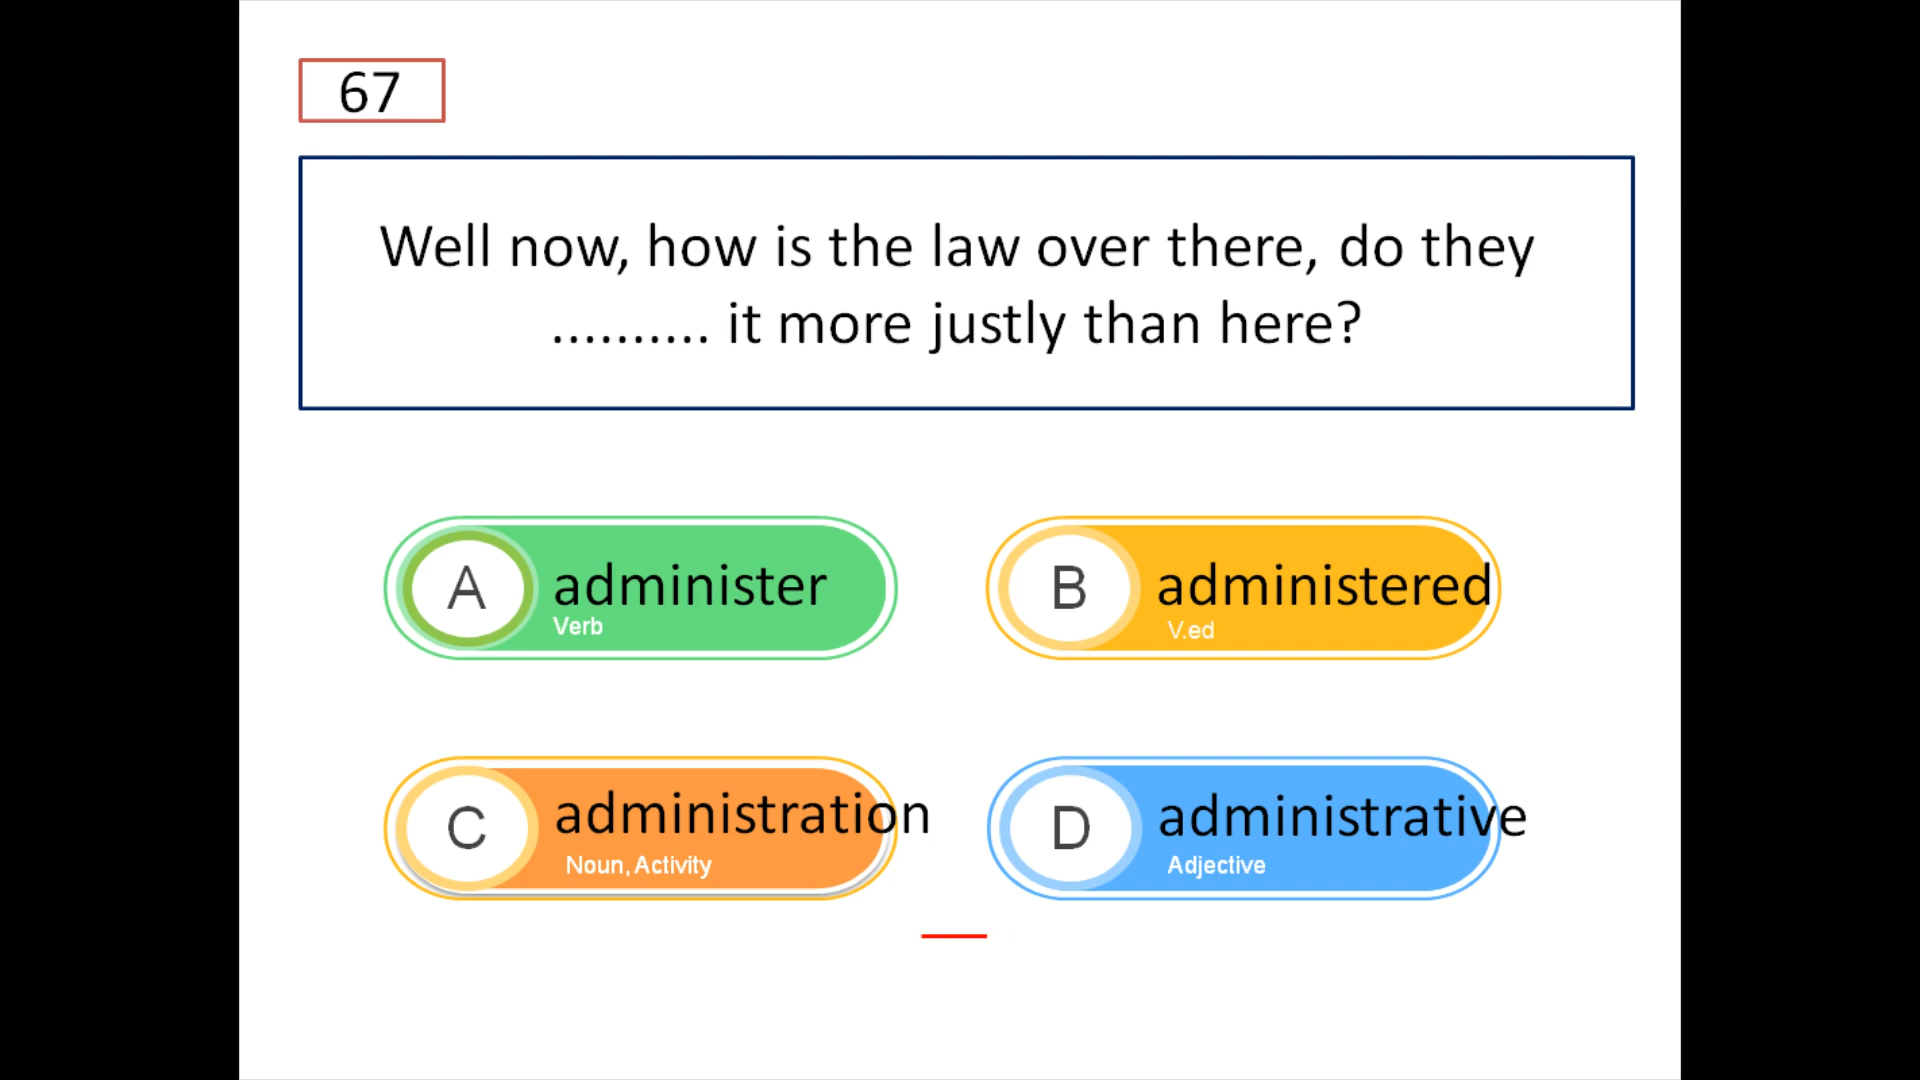 67
Well now, how is the law over there, do they
.......... it more justly than here?
A administer
Verb
B administered
V.ed
C administration
Noun, Activity
D administrative
Adjective